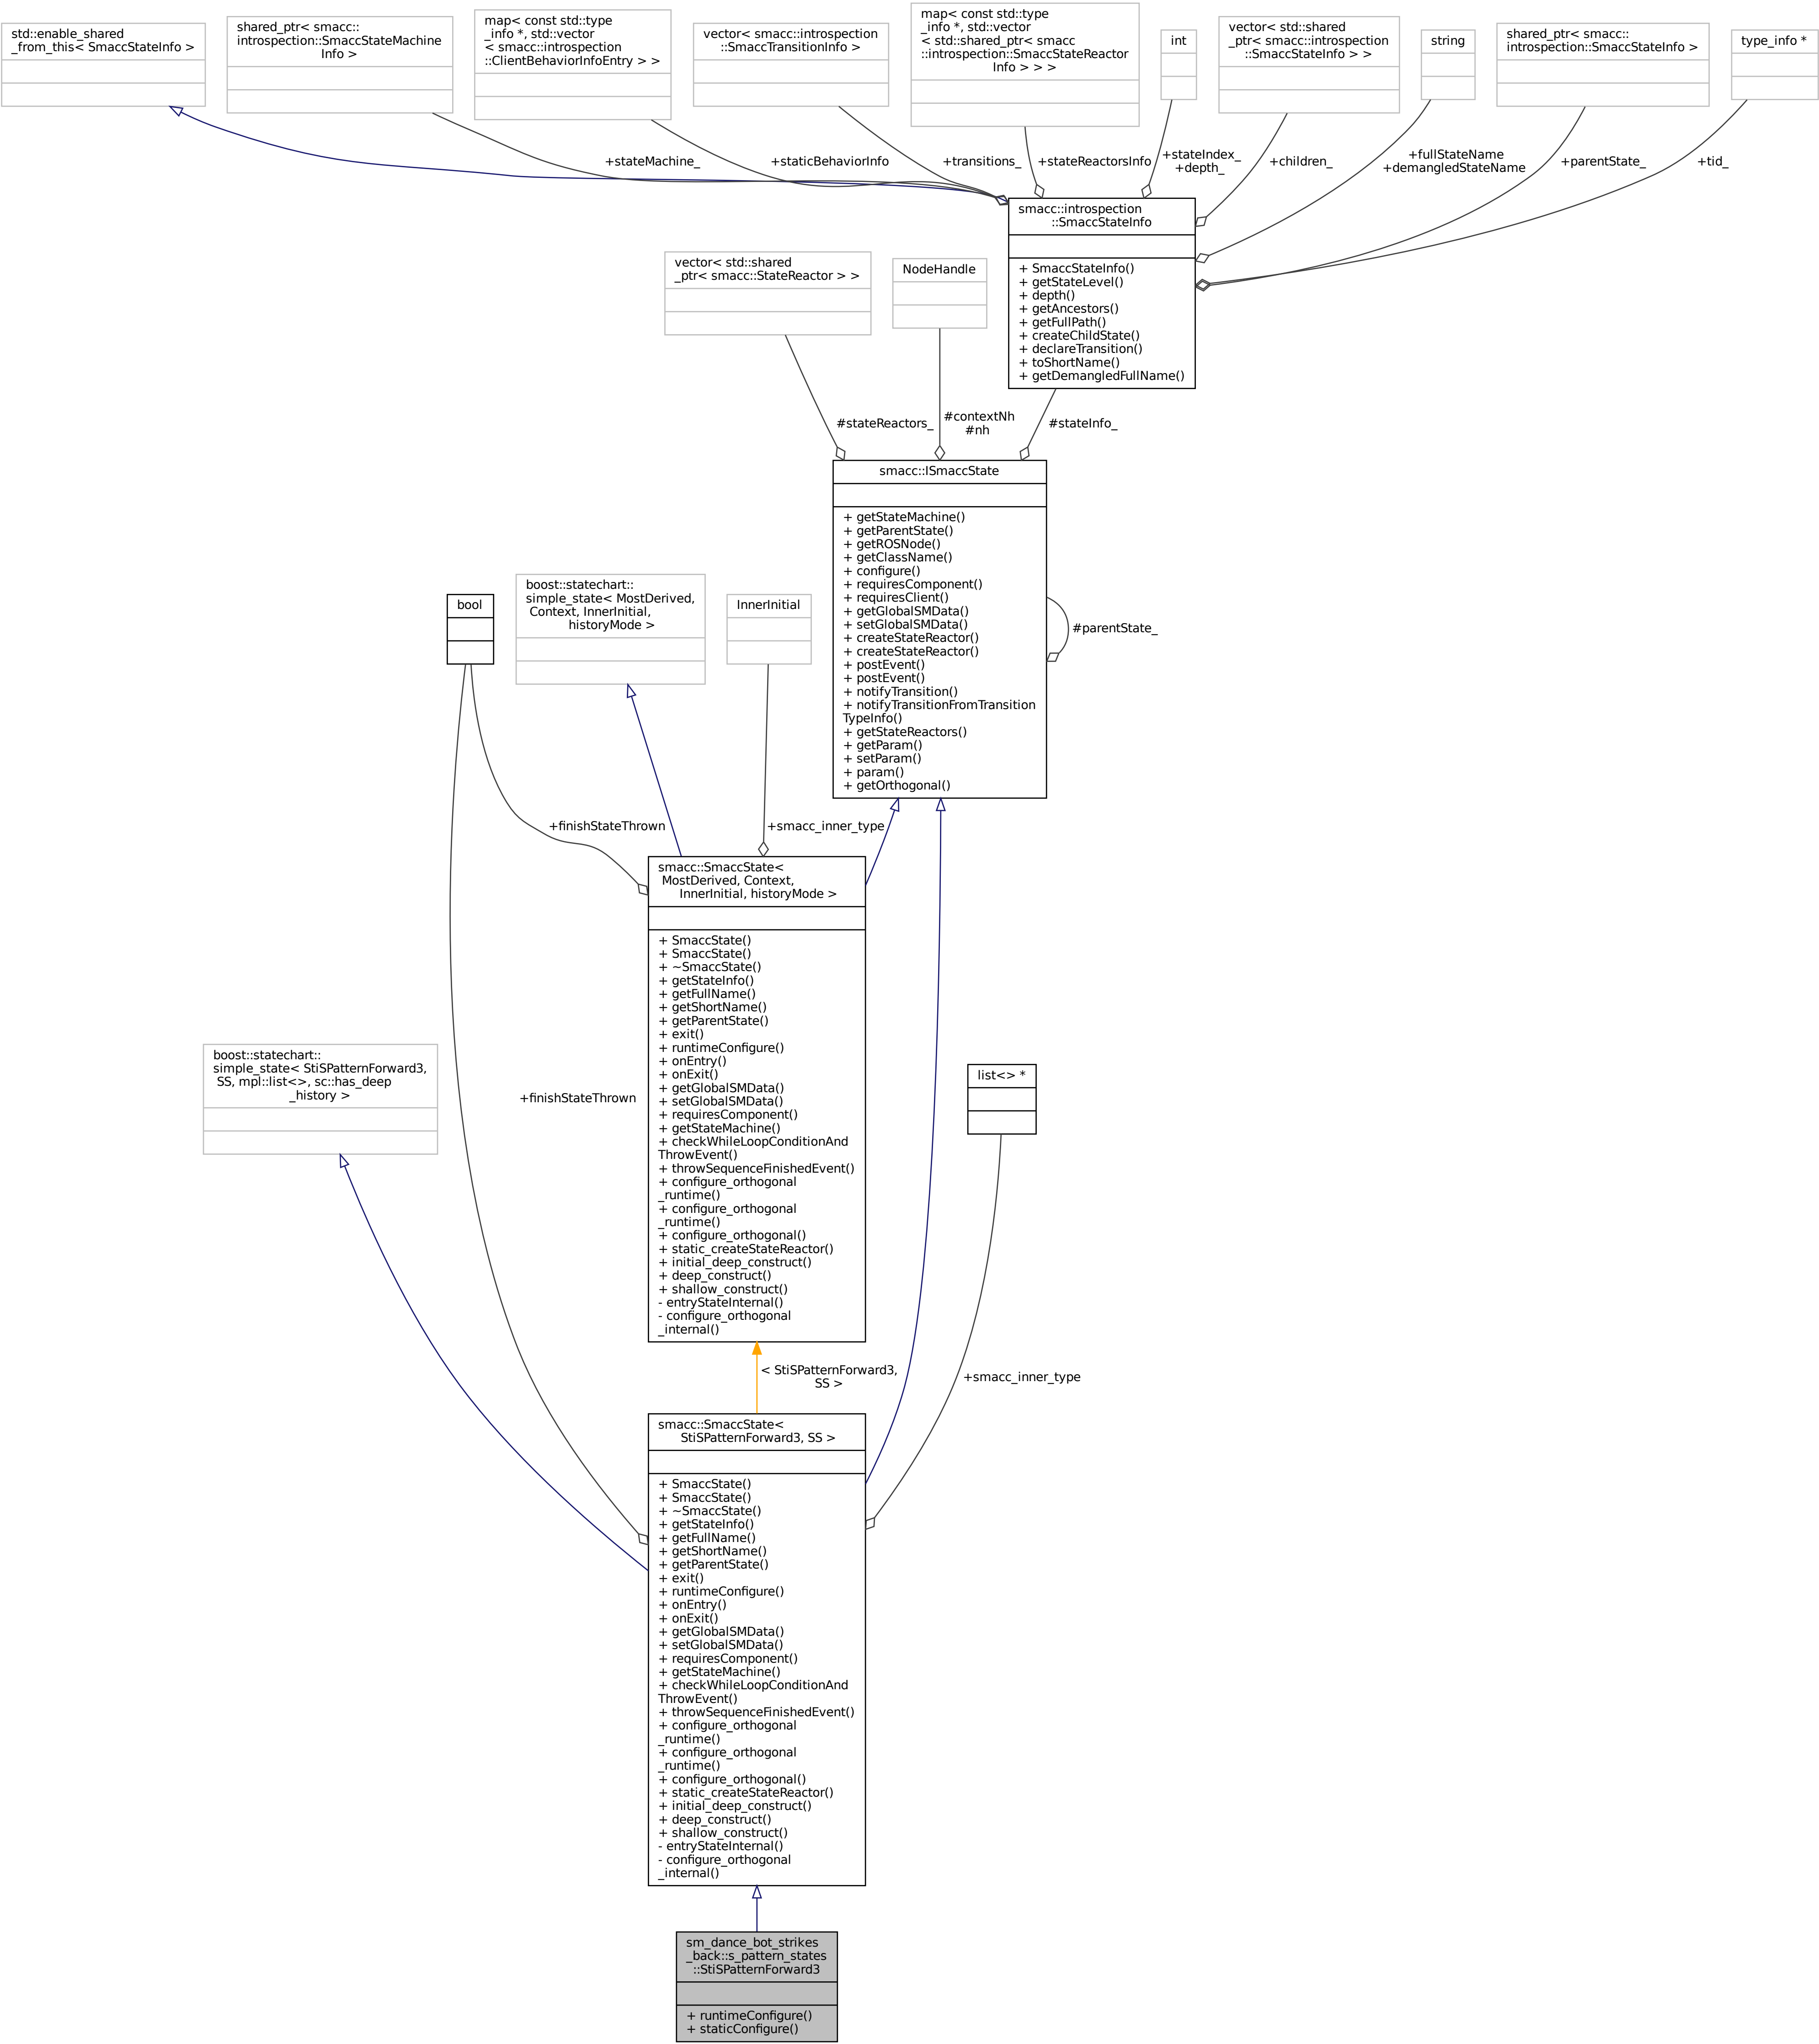 std::enable_shared
_from_this< SmaccStateInfo >
shared_ptr< smacc::
introspection::SmaccStateMachine
Info >
map< const std::type
_info *, std::vector
< smacc::introspection
::ClientBehaviorInfoEntry > >
vector< smacc::introspection
::SmaccTransitionInfo >
map< const std::type
_info *, std::vector
< std::shared_ptr< smacc
::introspection::SmaccStateReactor
Info > > >
int
vector< std::shared
_ptr< smacc::introspection
::SmaccStateInfo > >
string
shared_ptr< smacc::
introspection::SmaccStateInfo >
type_info *
+stateMachine_
+staticBehaviorInfo
+transitions_
+stateReactorsInfo
+stateIndex_
+depth_
+children_
+fullStateName
+demangledStateName
+parentState_
+tid_
smacc::introspection
::SmaccStateInfo
+ SmaccStateInfo()
+ getStateLevel()
+ depth()
+ getAncestors()
+ getFullPath()
+ createChildState()
+ declareTransition()
+ toShortName()
+ getDemangledFullName()
vector< std::shared
_ptr< smacc::StateReactor > >
NodeHandle
#stateReactors_
#contextNh
#nh
#stateInfo_
smacc::ISmaccState
+ getStateMachine()
+ getParentState()
+ getROSNode()
+ getClassName()
+ configure()
+ requiresComponent()
+ requiresClient()
+ getGlobalSMData()
+ setGlobalSMData()
+ createStateReactor()
+ createStateReactor()
+ postEvent()
+ postEvent()
+ notifyTransition()
+ notifyTransitionFromTransition
TypeInfo()
+ getStateReactors()
+ getParam()
+ setParam()
+ param()
+ getOrthogonal()
#parentState_
bool
boost::statechart::
simple_state< MostDerived,
Context, InnerInitial,
historyMode >
InnerInitial
+finishStateThrown
+smacc_inner_type
smacc::SmaccState<
MostDerived, Context,
InnerInitial, historyMode >
+ SmaccState()
+ SmaccState()
+ ~SmaccState()
+ getStateInfo()
+ getFullName()
+ getShortName()
+ getParentState()
+ exit()
+ runtimeConfigure()
+ onEntry()
+ onExit()
+ getGlobalSMData()
+ setGlobalSMData()
+ requiresComponent()
+ getStateMachine()
+ checkWhileLoopConditionAnd
ThrowEvent()
+ throwSequenceFinishedEvent()
+ configure_orthogonal
_runtime()
+ configure_orthogonal
_runtime()
+ configure_orthogonal()
+ static_createStateReactor()
+ initial_deep_construct()
+ deep_construct()
+ shallow_construct()
- entryStateInternal()
- configure_orthogonal
_internal()
boost::statechart::
simple_state< StiSPatternForward3,
SS, mpl::list<>, sc::has_deep
_history >
+finishStateThrown
list<> *
< StiSPatternForward3,
SS >
+smacc_inner_type
smacc::SmaccState<
StiSPatternForward3, SS >
+ SmaccState()
+ SmaccState()
+ ~SmaccState()
+ getStateInfo()
+ getFullName()
+ getShortName()
+ getParentState()
+ exit()
+ runtimeConfigure()
+ onEntry()
+ onExit()
+ getGlobalSMData()
+ setGlobalSMData()
+ requiresComponent()
+ getStateMachine()
+ checkWhileLoopConditionAnd
ThrowEvent()
+ throwSequenceFinishedEvent()
+ configure_orthogonal
_runtime()
+ configure_orthogonal
_runtime()
+ configure_orthogonal()
+ static_createStateReactor()
+ initial_deep_construct()
+ deep_construct()
+ shallow_construct()
- entryStateInternal()
- configure_orthogonal
_internal()
sm_dance_bot_strikes
_back::s_pattern_states
::StiSPatternForward3
+ runtimeConfigure()
+ staticConfigure()